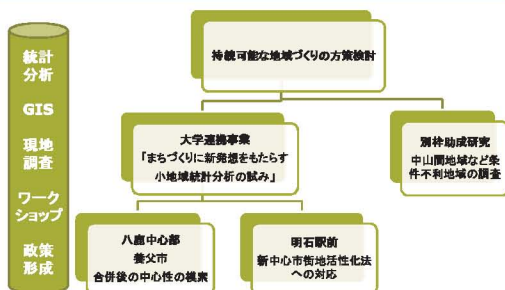 統計
分析
GIS
現地
調査
ワーク
ショップ
政策
形成
持続可能な地域づくりの方策検討
大学連携事業
「まちづくりに新発想をもたらす
小地域統計分析の試み」
別枠助成研究
中山間地域など条
件不利地域の調査
八鹿中心部
養父市
合併後の中心性の模索
明石駅前
新中心市街地活性化法
への対応